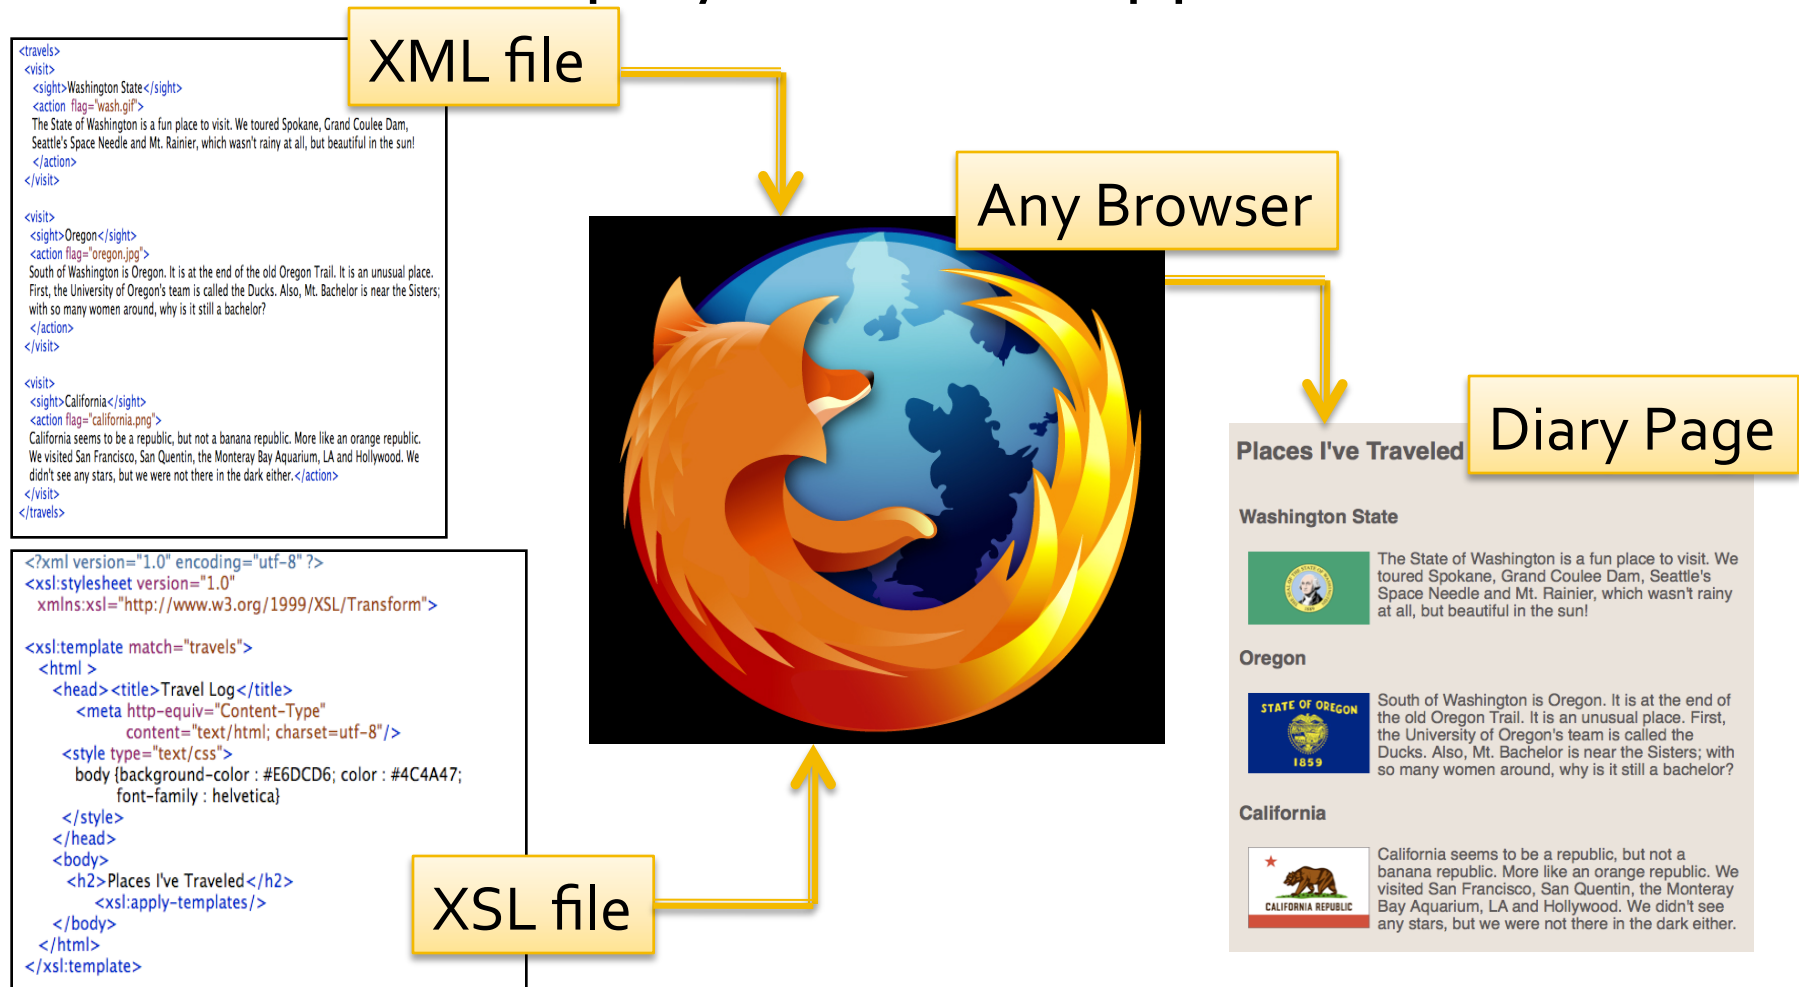 XML file
<travels>
<visit>
<sight>Washington State</sight>
<action flag="wash.gif">
The State of Washington is a fun place to visit. We toured Spokane, Grand Coulee Dam,
Seattle's Space Needle and Mt. Rainier, which wasn't rainy at all, but beautiful in the sun!
</action>
</visit>
<visit>
<sight>Oregon</sight>
<action flag="oregon.jpg">
South of Washington is Oregon. It is at the end of the old Oregon Trail. It is an unusual place.
First, the University of Oregon's team is called the Ducks. Also, Mt. Bachelor is near the Sisters;
with so many women around, why is it still a bachelor?
</action>
</visit>
<visit>
<sight>California</sight>
<action flag="california.png">
California seems to be a republic, but not a banana republic. More like an orange republic.
We visited San Francisco, San Quentin, the Monteray Bay Aquarium, LA and Hollywood. We
didn't see any stars, but we were not there in the dark either.</action>
</visit>
</travels>
<?xml version="1.0" encoding="utf-8" ?>
<xsl:stylesheet version="1.0"
xmlns:xsl="http://www.w3.org/1999/XSL/Transform">
<xsl:template match="travels">
<html >
<head><title>Travel Log</title>
<meta http-equiv="Content-Type"
content="text/html; charset=utf-8"/>
<style type="text/css">
body {background-color : #E6DCD6; color : #4C4A47;
font-family : helvetica}
</style>
</head>
<body>
<h2>Places I've Traveled</h2>
<xsl:apply-templates/>
</body>
</html>
</xsl:template>
XSL file
Any Browser
Diary Page
Places I've Traveled
Washington State
The State of Washington is a fun place to visit. We
toured Spokane, Grand Coulee Dam, Seattle's
Space Needle and Mt. Rainier, which wasn't rainy
at all, but beautiful in the sun!
Oregon
STATE OF OREGON
1859
South of Washington is Oregon. It is at the end of
the old Oregon Trail. It is an unusual place. First,
the University of Oregon's team is called the
Ducks. Also, Mt. Bachelor is near the Sisters; with
so many women around, why is it still a bachelor?
California
CALIFORNIA REPUBLIC
California seems to be a republic, but not a
banana republic. More like an orange republic. We
visited San Francisco, San Quentin, the Monteray
Bay Aquarium, LA and Hollywood. We didn't see
any stars, but we were not there in the dark either.